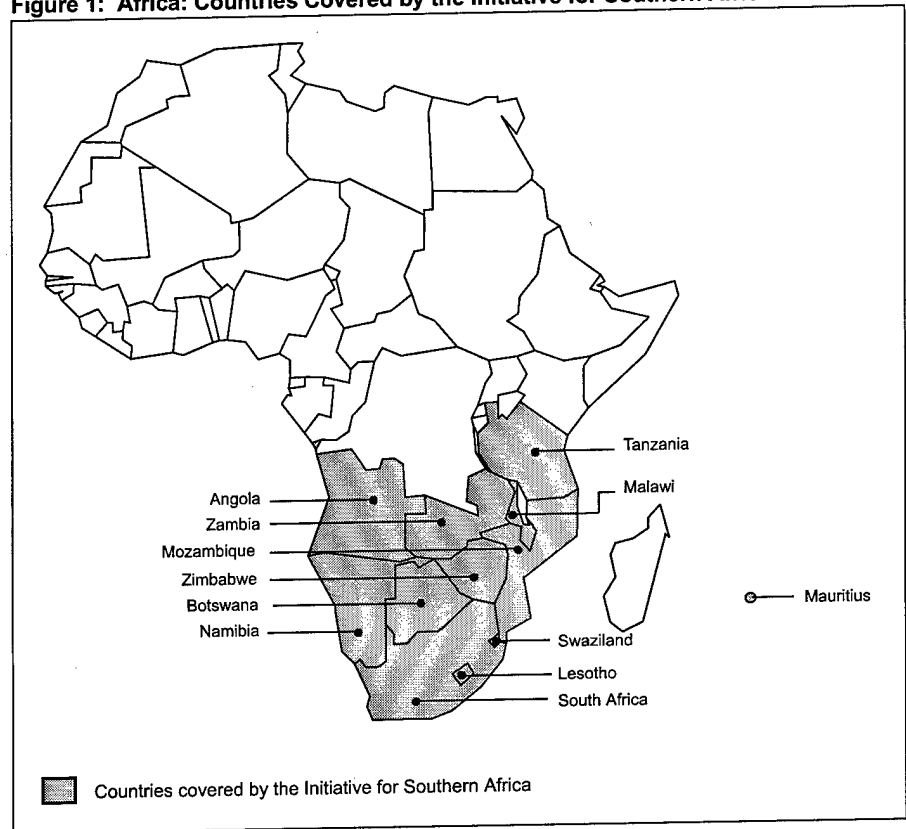 Figure 1: Africa: Countries Covered by the Initiative for Southern
Tanzania
Malawi
Angola
Zambia
Mozambique
Zimbabwe
Botswana
Namibia
Mauritius
Swaziland
Lesotho
South Africa
Countries covered by the Initiative for Southern Africa